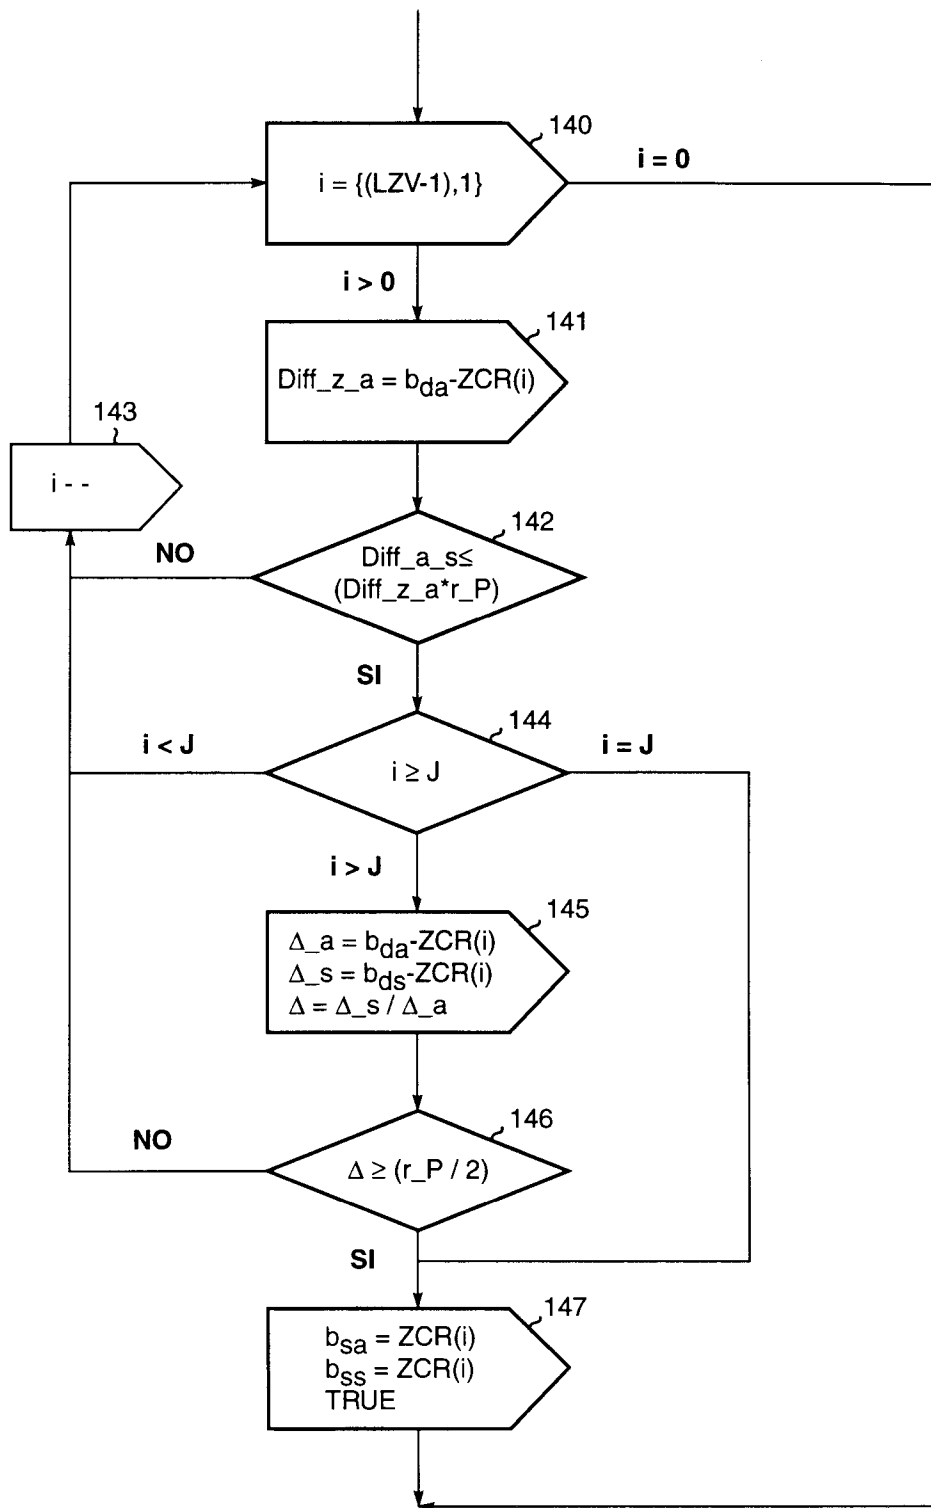 140
i = 0
i = {(LZV-1),1}
i > 0
141
Diff_z_a = bda-ZCR(i)
143
i - -
142
NO
Diff_a_s≤
(Diff_z_a*r_P)
SI
144
i < J
i = J
i ≥ J
i > J
145
Δ_a = bda-ZCR(i)
Δ_s = bds-ZCR(i)
Δ = Δ_s / Δ_a
146
NO
Δ ≥ (r_P / 2)
SI
147
bsa = ZCR(i)
bss = ZCR(i)
TRUE